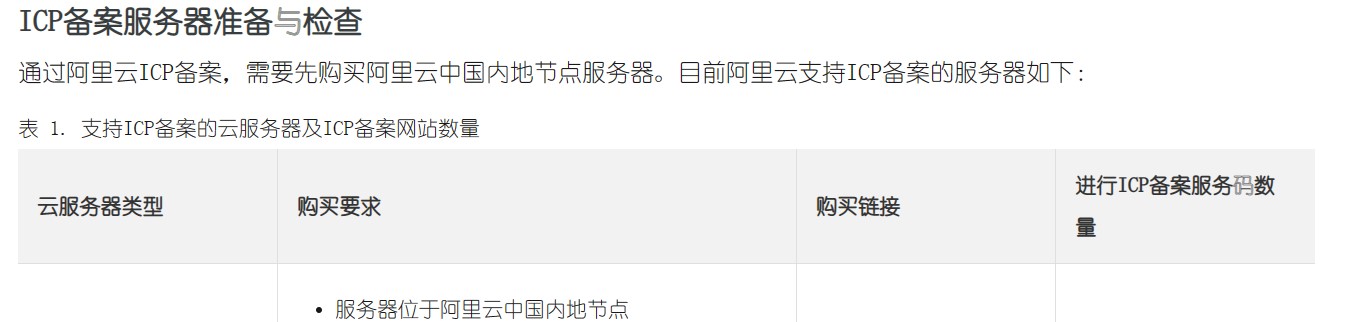 ICP备案服务器准备与检查
通过阿里云ICP备案，需要先购买阿里云中国内地节点服务器。目前阿里云支持ICP备案的服务器如下：
表 1. 支持ICP备案的云服务器及ICP备案网站数量
云服务器类型
购买要求
购买链接
进行ICP备案服务码数
量
• 服务器位于阿里云中国内地节点